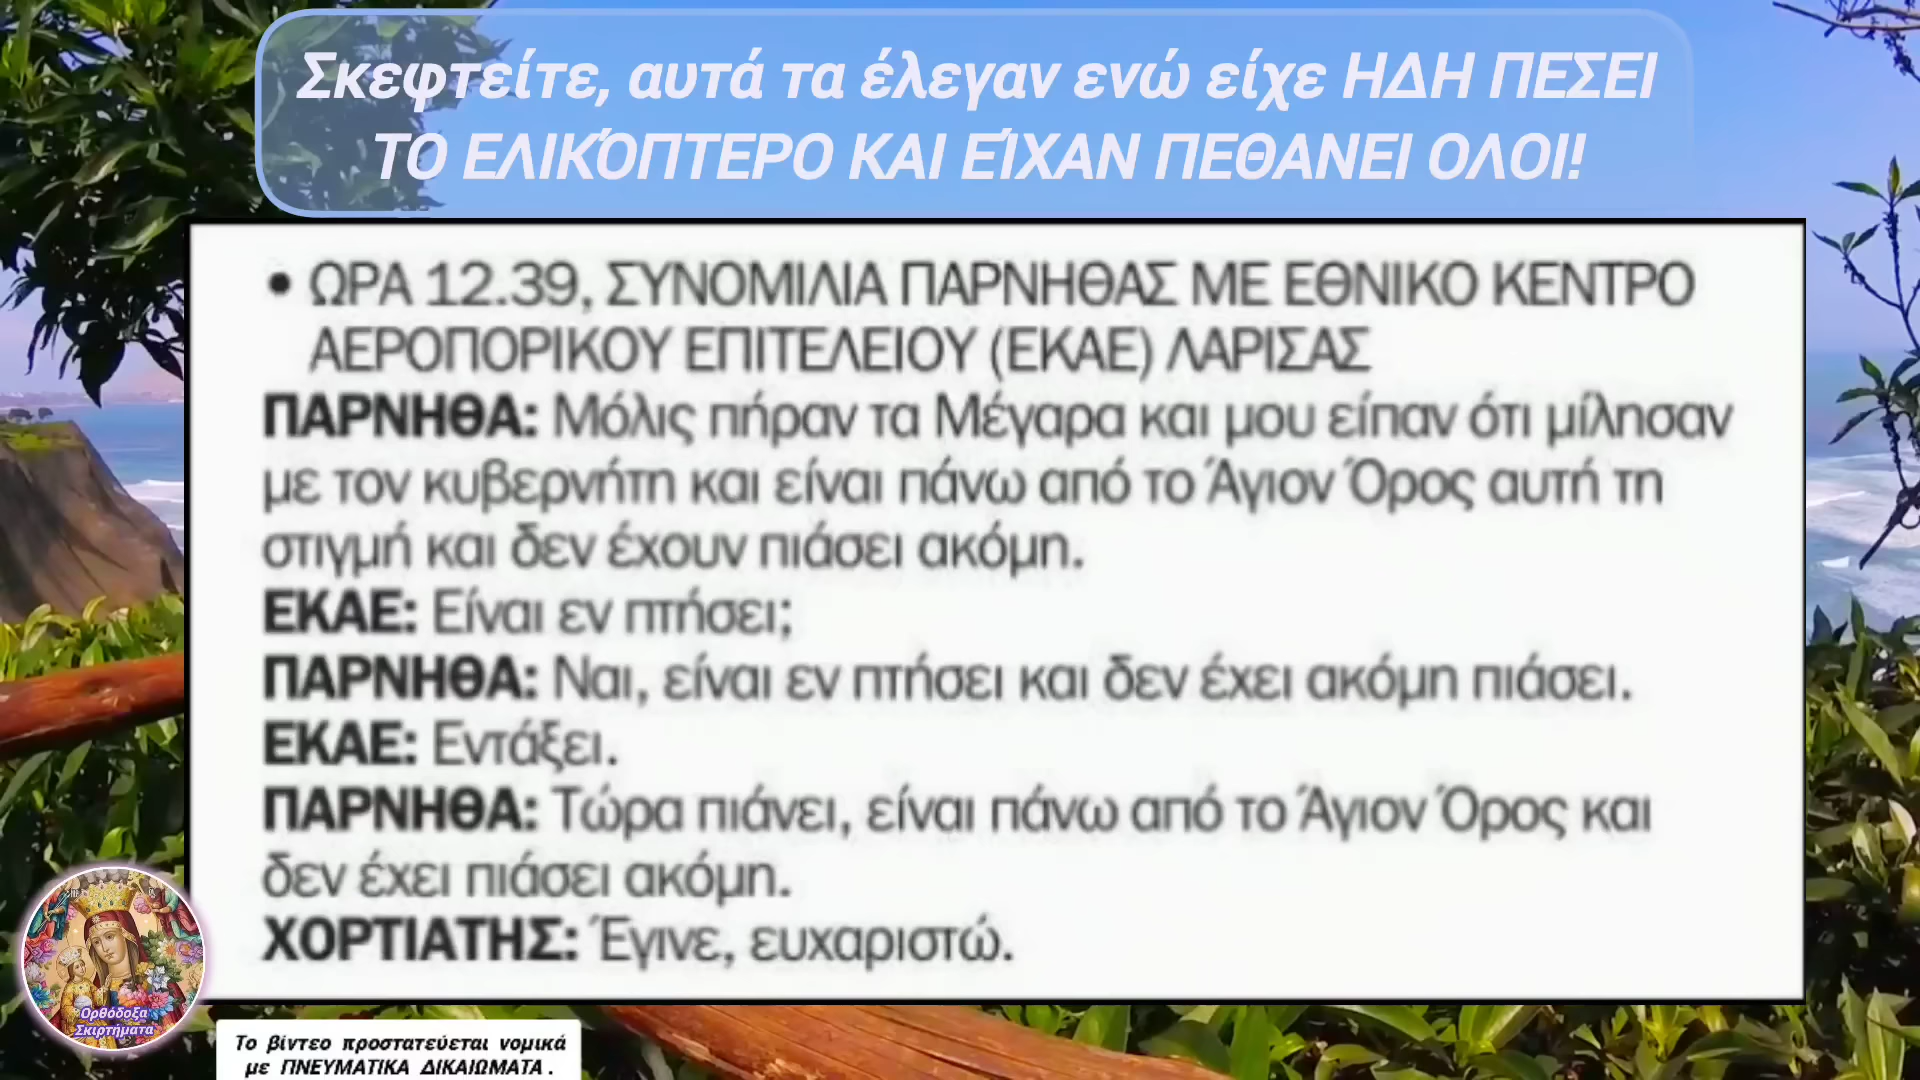 Σκεφτείτε, αυτά τα έλεγαν ενώ είχε ΗΔΗ ΠΕΣΕΙ
ΤΟ ΕΛΙΚΌΠΤΕΡΟ ΚΑΙ ΕΊΧΑΝ ΠΕΘΑΝΕΙ ΟΛΟΙ!
• ΩΡΑ 12.39, ΣΥΝΟΜΙΛΙΑ ΠΑΡΝΗΘΑΣ ΜΕ ΕΘΝΙΚΟ ΚΕΝΤΡΟ
ΑΕΡΟΠΟΡΙΚΟΥ ΕΠΙΤΕΛΕΙΟΥ (ΕΚΑΕ) ΛΑΡΙΣΑΣ
ΠΑΡΝΗΘΑ: Μόλις πήραν τα Μέγαρα και μου είπαν ότι μίλησαν
με τον κυβερνήτη και είναι πάνω από το Άγιον Όρος αυτή τη
στιγμή και δεν έχουν πιάσει ακόμη.
ΕΚΑΕ: Είναι εν πτήσει;
ΠΑΡΝΗΘΑ: Ναι, είναι εν πτήσει και δεν έχει ακόμη πιάσει.
ΕΚΑΕ: Εντάξει.
ΠΑΡΝΗΘΑ: Τώρα πιάνει, είναι πάνω από το Άγιον Όρος και
δεν έχει πιάσει ακόμη.
ΧΟΡΤΙΑΤΗΣ: Έγινε, ευχαριστώ.
Ορθόδοξα
Σκιρτήματα
Το βίντεο προστατεύεται νομικά
με ΠΝΕΥΜΑΤΙΚΑ ΔΙΚΑΙΩΜΑΤΑ.